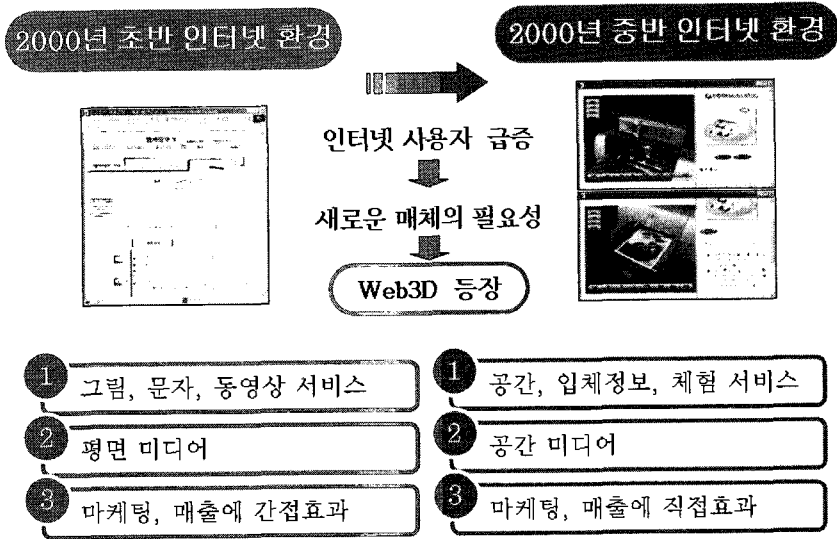 2000년 초반 인터넷 환경
2000년 중반 인터넷 환경
인터넷 사용자 급증
새로운 매체의 필요성
Web3D 등장
1 그림, 문자, 동영상 서비스
2 평면 미디어
3 마케팅, 매출에 간접효과
1 공간, 입체정보, 체험 서비스
2 공간 미디어
3 마케팅, 매출에 직접효과